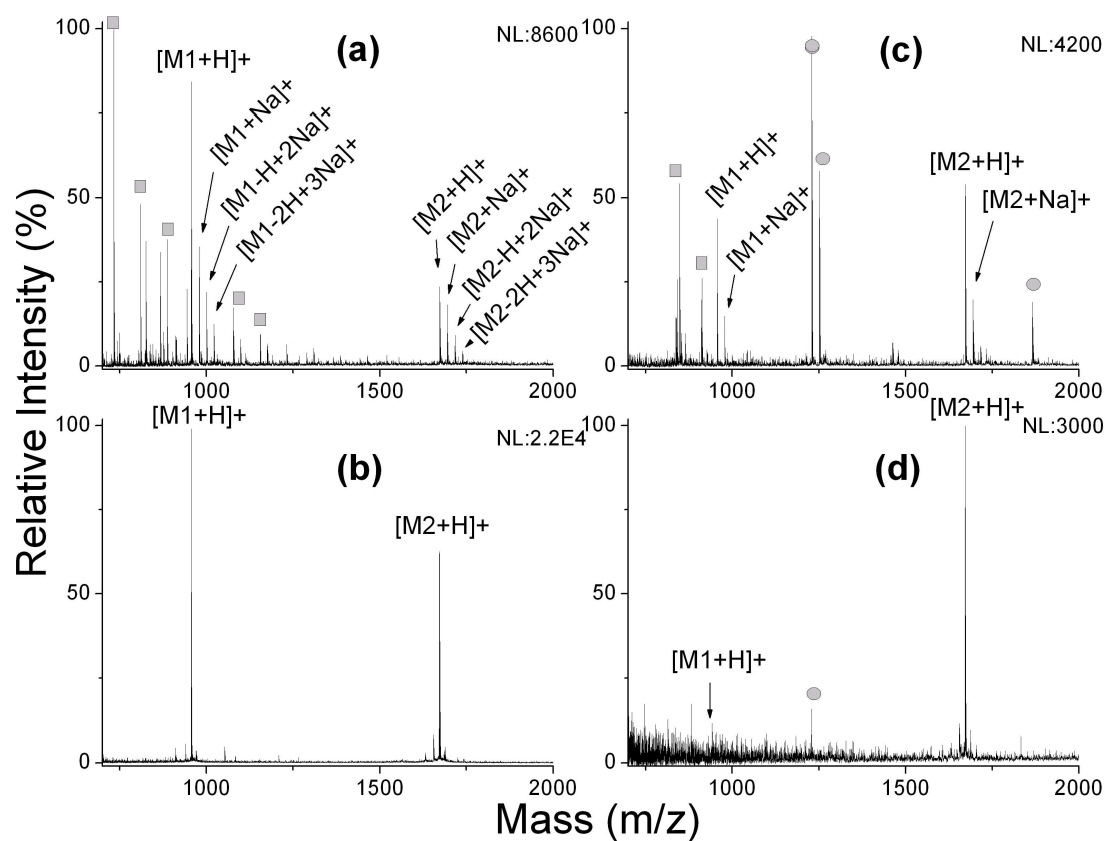 Relative Intensity (%)
100
50
0
(a)
NL:8600
[M1+H]+
[M1+Na]+
[M1-H+2Na]+
[M1-2H+3Na]+
[M2+H]+
[M2+Na]+
[M2-H+2Na]+
[M2-2H+3Na]+
1000
1500
2000
100
50
0
(c)
NL:4200
[M1+H]+
[M1+Na]+
[M2+H]+
[M2+Na]+
1000
1500
2000
100
50
0
[M1+H]+
NL:2.2E4
(b)
[M2+H]+
1000
1500
2000
100
50
0
[M2+H]+
NL:3000
(d)
[M1+H]+
1000
1500
2000
Mass (m/z)